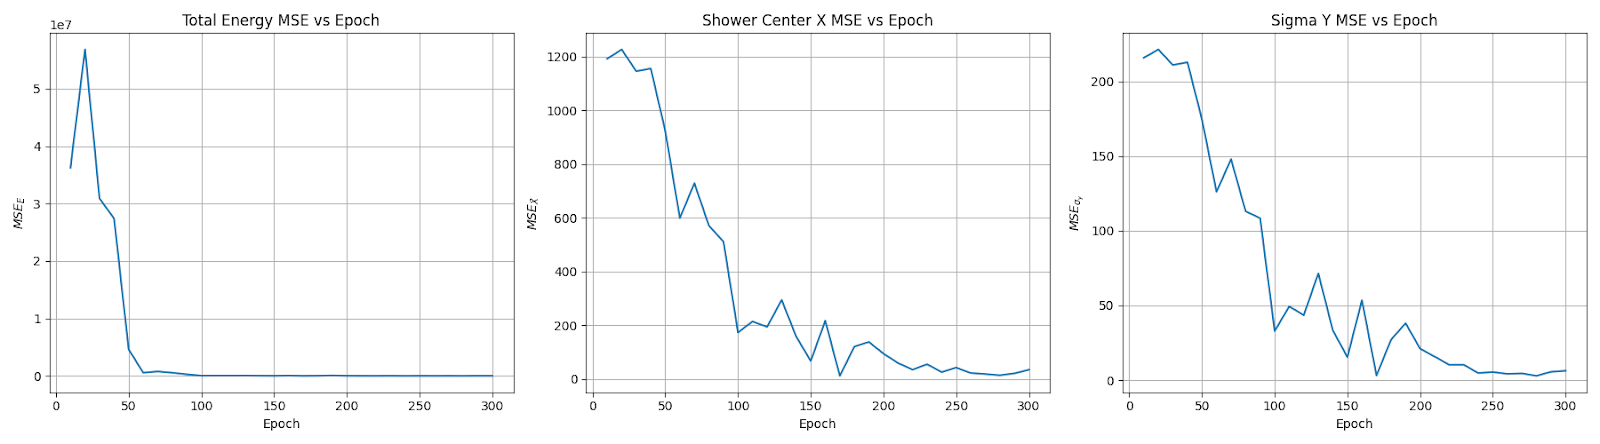 Total Energy MSE vs Epoch
1e7
5
4
3
2
1
0
MSE_E
0 50 100 150 200 250 300
Epoch
Shower Center X MSE vs Epoch
1200
1000
800
600
400
200
0
MSE_X̄
0 50 100 150 200 250 300
Epoch
Sigma Y MSE vs Epoch
200
150
100
50
0
MSE_σ_Y
0 50 100 150 200 250 300
Epoch